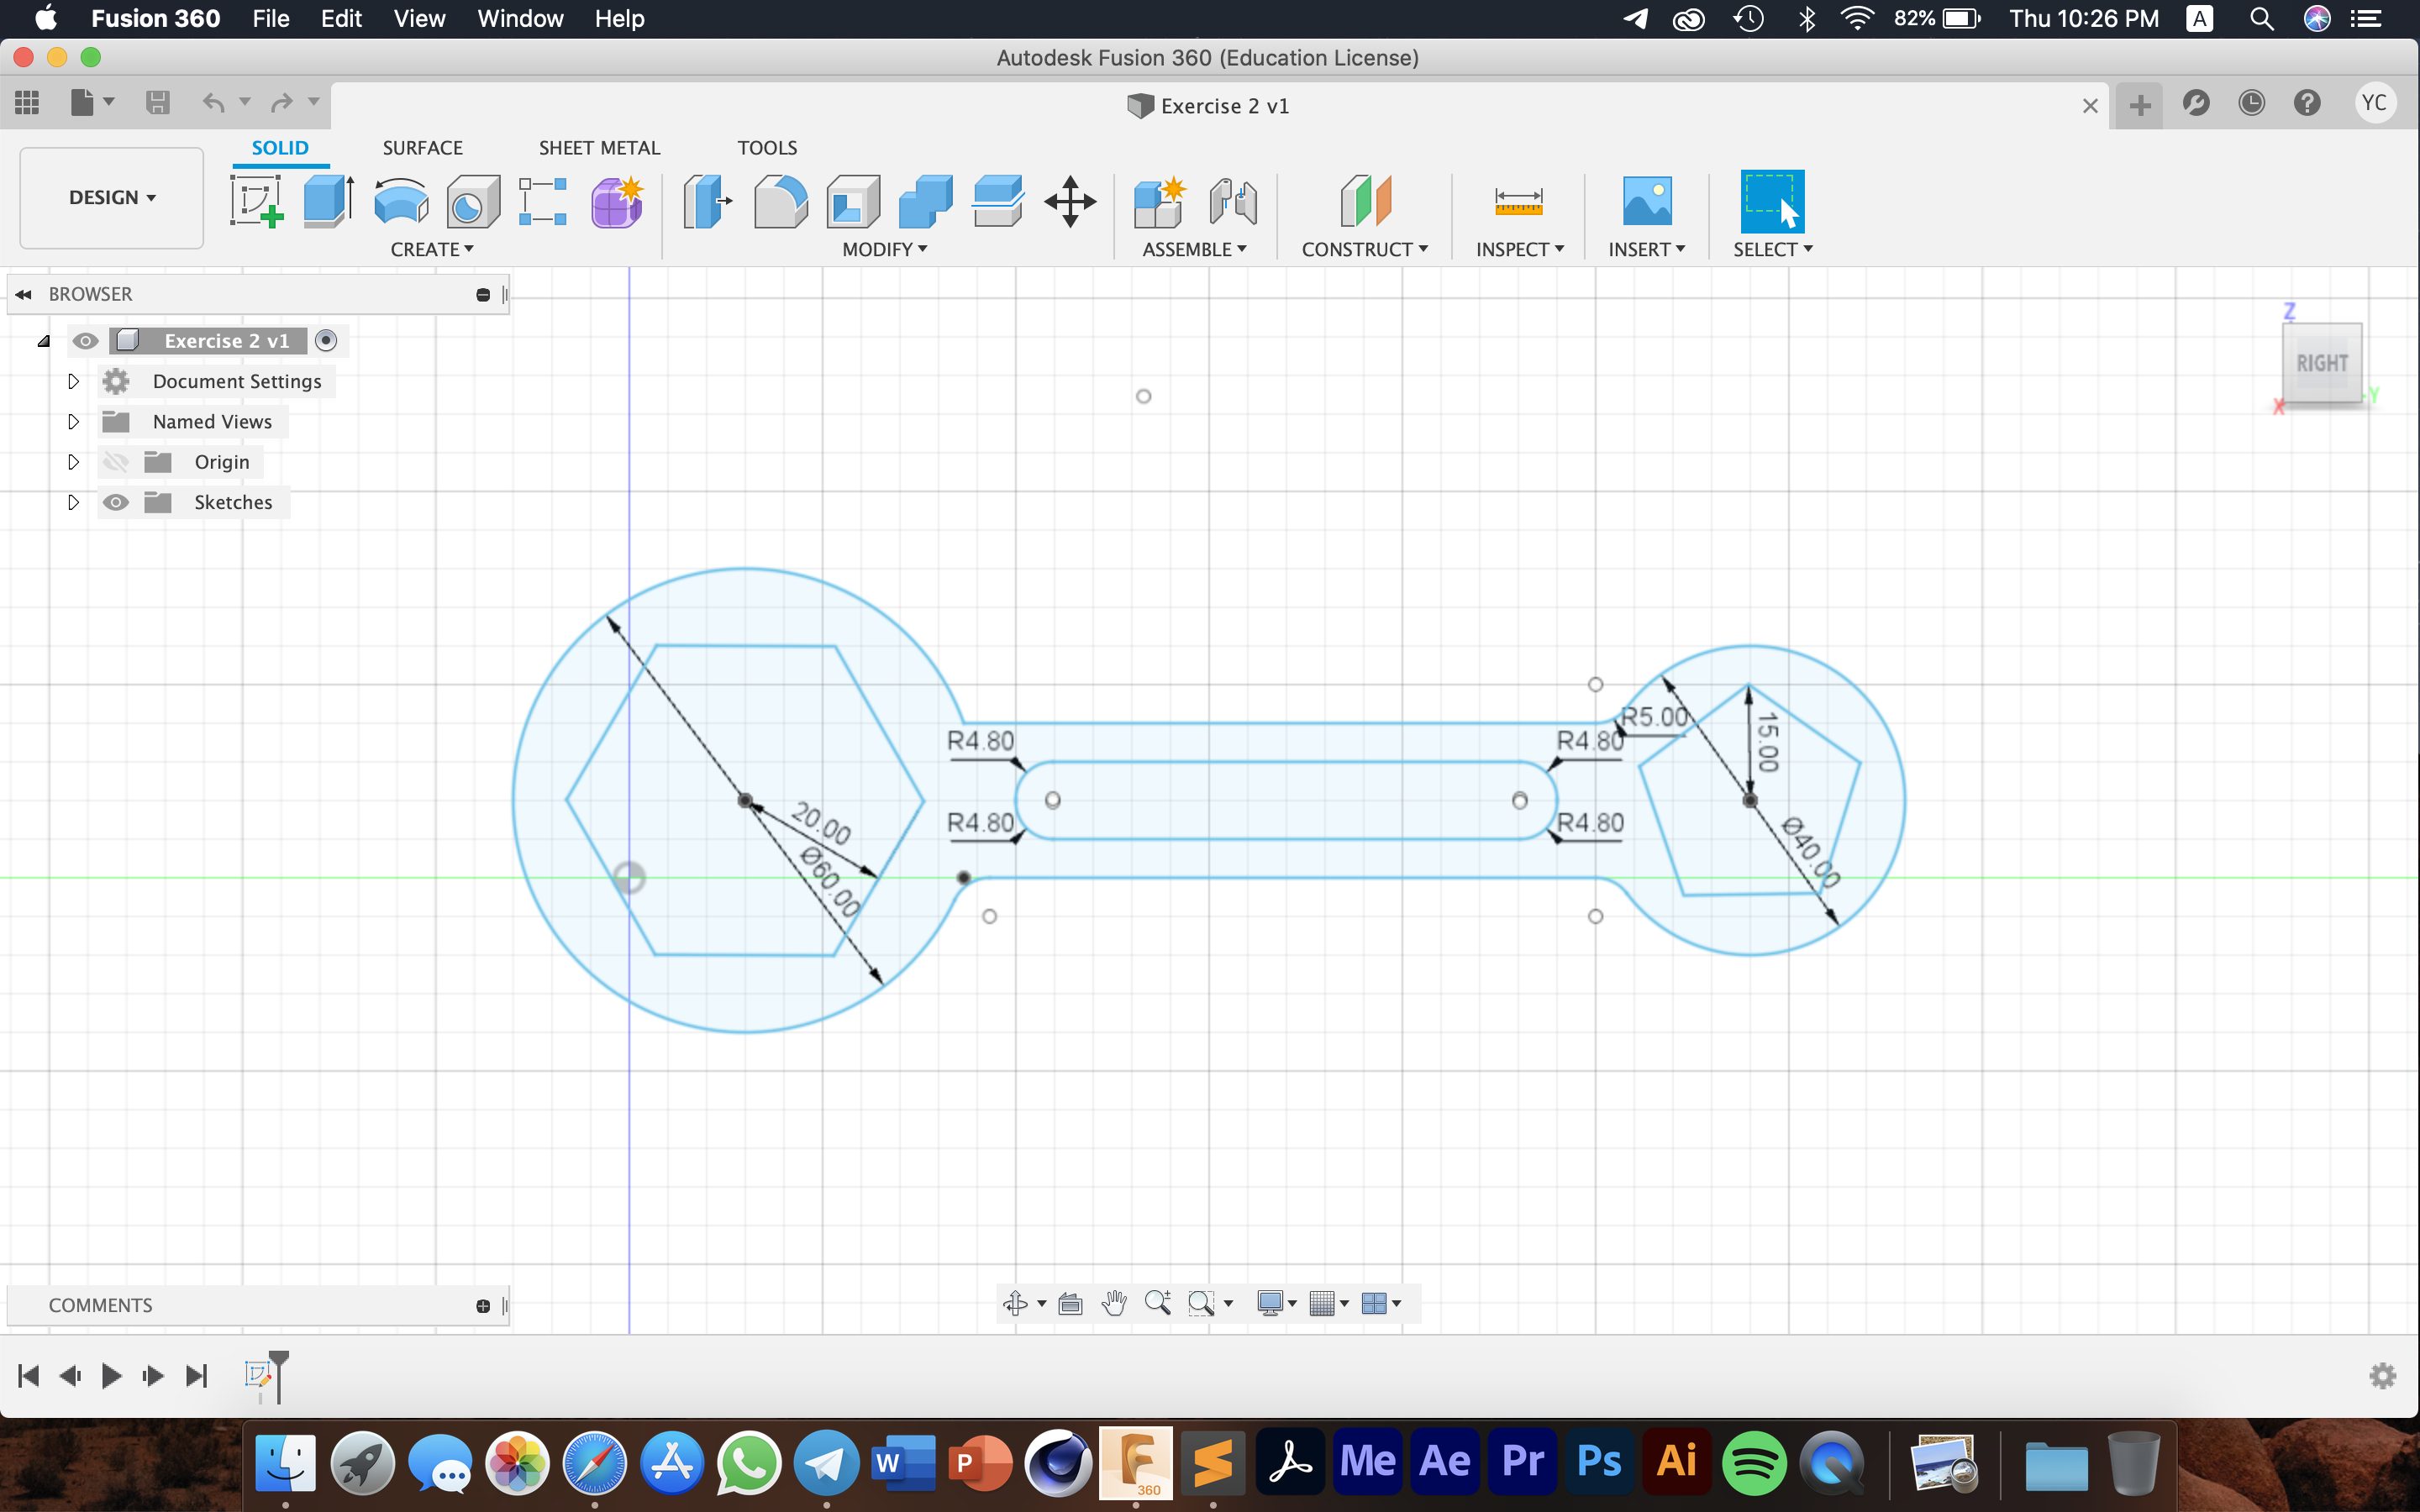 Fusion 360 File Edit View Window Help 82% Thu 10:26 PM A
Autodesk Fusion 360 (Education License)
Exercise 2 v1 YC
SOLID SURFACE SHEET METAL TOOLS
DESIGN
CREATE MODIFY ASSEMBLE CONSTRUCT INSPECT INSERT SELECT
BROWSER
Exercise 2 v1
Document Settings
Named Views
Origin
Sketches
Z
RIGHT
X
Y
R5.00
15.00
R4.80 R4.80
20.00
R4.80 R4.80
Ø60.00
Ø40.00
COMMENTS
W P F 360 S Me Ae Pr Ps Ai